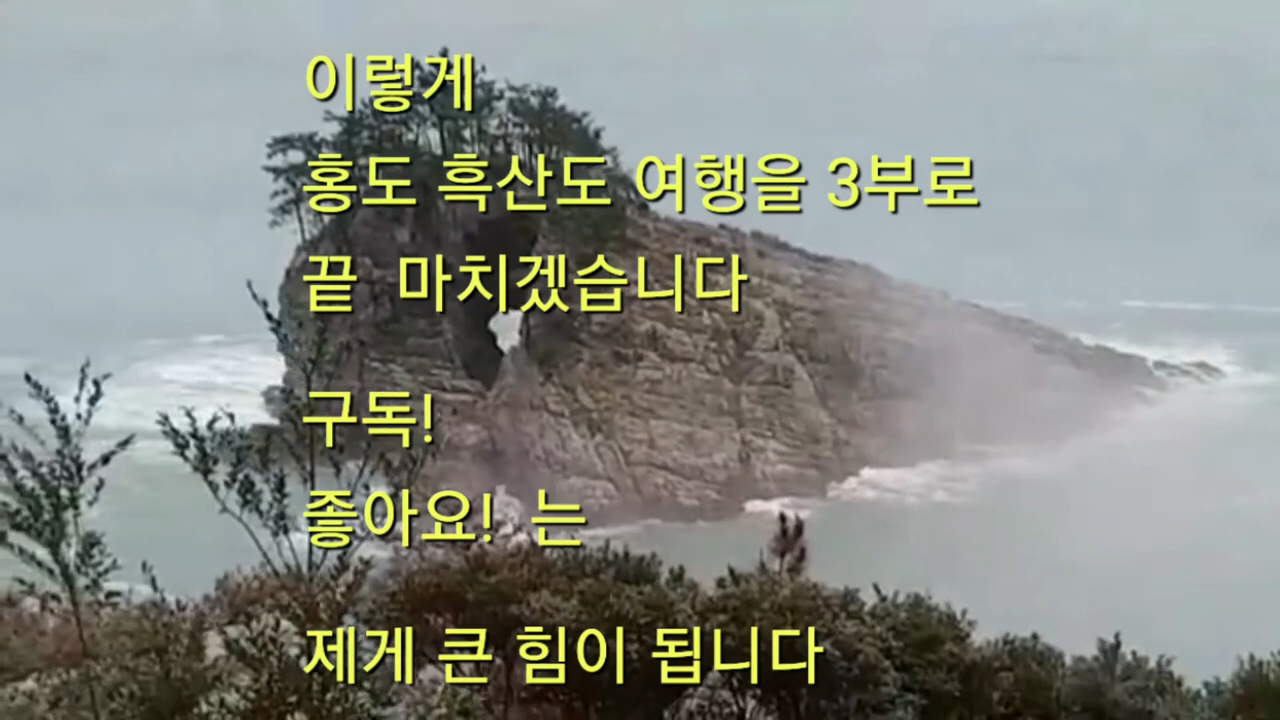 이렇게
홍도 흑산도 여행을 3부로
끝 마치겠습니다
구독!
좋아요! 는
제게 큰 힘이 됩니다